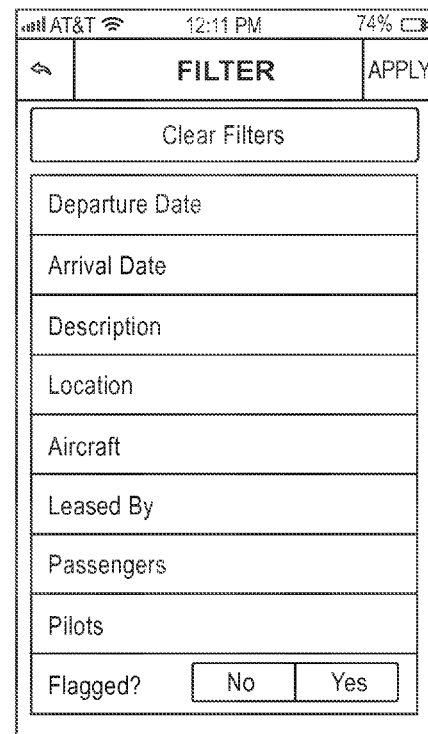 AT&T 12:11 PM 74%
FILTER APPLY
Clear Filters
Departure Date
Arrival Date
Description
Location
Aircraft
Leased By
Passengers
Pilots
Flagged? No Yes